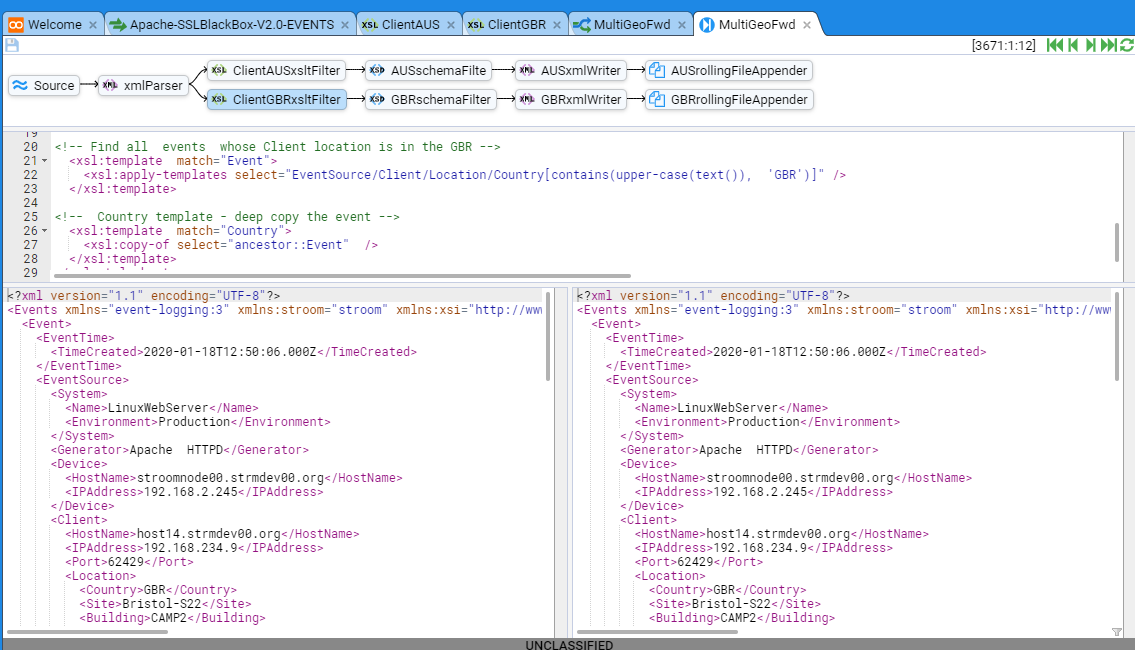 Welcome × Apache-SSLBlackBox-V2.0-EVENTS × XSL ClientAUS × XSL ClientGBR × MultiGeoFwd × MultiGeoFwd ×
[3671:1:12]
XSL ClientAUSxsltFilter XSD AUSschemaFilte XML AUSxmlWriter AUSrollingFileAppender
Source XML xmlParser
XSL ClientGBRxsltFilter XSD GBRschemaFilter XML GBRxmlWriter GBRrollingFileAppender
19
20 <!-- Find all  events  whose Client location is in the GBR -->
21 <xsl:template  match="Event">
22 <xsl:apply-templates select="EventSource/Client/Location/Country[contains(upper-case(text()),  'GBR')]" />
23 </xsl:template>
24
25 <!--  Country template - deep copy the event -->
26 <xsl:template  match="Country">
27 <xsl:copy-of select="ancestor::Event"  />
28 </xsl:template>
29
<?xml version="1.1" encoding="UTF-8"?>
<Events xmlns="event-logging:3" xmlns:stroom="stroom" xmlns:xsi="http://ww
<Event>
<EventTime>
<TimeCreated>2020-01-18T12:50:06.000Z</TimeCreated>
</EventTime>
<EventSource>
<System>
<Name>LinuxWebServer</Name>
<Environment>Production</Environment>
</System>
<Generator>Apache  HTTPD</Generator>
<Device>
<HostName>stroomnode00.strmdev00.org</HostName>
<IPAddress>192.168.2.245</IPAddress>
</Device>
<Client>
<HostName>host14.strmdev00.org</HostName>
<IPAddress>192.168.234.9</IPAddress>
<Port>62429</Port>
<Location>
<Country>GBR</Country>
<Site>Bristol-S22</Site>
<Building>CAMP2</Building>
<?xml version="1.1" encoding="UTF-8"?>
<Events xmlns="event-logging:3" xmlns:stroom="stroom" xmlns:xsi="http://ww
<Event>
<EventTime>
<TimeCreated>2020-01-18T12:50:06.000Z</TimeCreated>
</EventTime>
<EventSource>
<System>
<Name>LinuxWebServer</Name>
<Environment>Production</Environment>
</System>
<Generator>Apache  HTTPD</Generator>
<Device>
<HostName>stroomnode00.strmdev00.org</HostName>
<IPAddress>192.168.2.245</IPAddress>
</Device>
<Client>
<HostName>host14.strmdev00.org</HostName>
<IPAddress>192.168.234.9</IPAddress>
<Port>62429</Port>
<Location>
<Country>GBR</Country>
<Site>Bristol-S22</Site>
<Building>CAMP2</Building>
UNCLASSIFIED